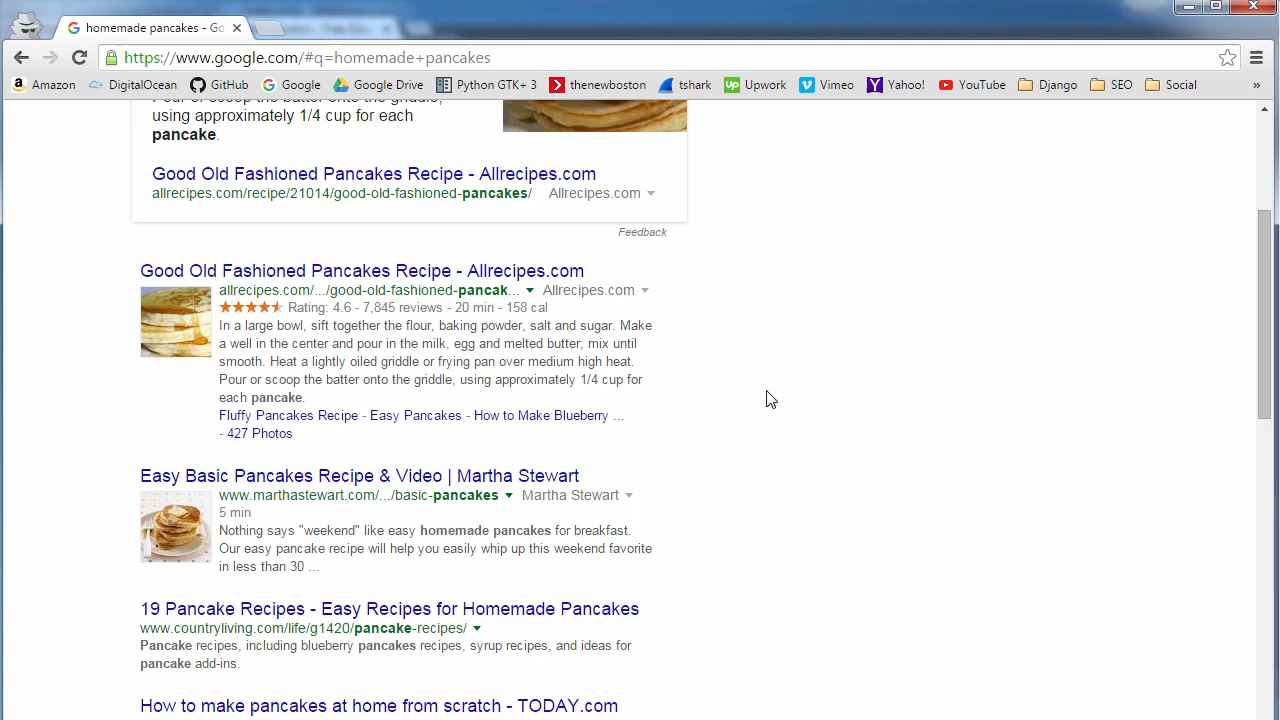 homemade pancakes - Go
https://www.google.com/#q=homemade+pancakes
Amazon DigitalOcean GitHub Google Google Drive Python GTK+ 3 thenewboston tshark Upwork Vimeo Yahoo! YouTube Django SEO Social »
using approximately 1/4 cup for each
pancake.
Good Old Fashioned Pancakes Recipe - Allrecipes.com
allrecipes.com/recipe/21014/good-old-fashioned-pancakes/ Allrecipes.com
Feedback
Good Old Fashioned Pancakes Recipe - Allrecipes.com
allrecipes.com/.../good-old-fashioned-pancak... Allrecipes.com
Rating: 4.6 - 7,845 reviews - 20 min - 158 cal
In a large bowl, sift together the flour, baking powder, salt and sugar. Make
a well in the center and pour in the milk, egg and melted butter; mix until
smooth. Heat a lightly oiled griddle or frying pan over medium high heat.
Pour or scoop the batter onto the griddle, using approximately 1/4 cup for
each pancake.
Fluffy Pancakes Recipe - Easy Pancakes - How to Make Blueberry ...
- 427 Photos
Easy Basic Pancakes Recipe & Video | Martha Stewart
www.marthastewart.com/.../basic-pancakes Martha Stewart
5 min
Nothing says "weekend" like easy homemade pancakes for breakfast.
Our easy pancake recipe will help you easily whip up this weekend favorite
in less than 30 ...
19 Pancake Recipes - Easy Recipes for Homemade Pancakes
www.countryliving.com/life/g1420/pancake-recipes/
Pancake recipes, including blueberry pancakes recipes, syrup recipes, and ideas for
pancake add-ins.
How to make pancakes at home from scratch - TODAY.com